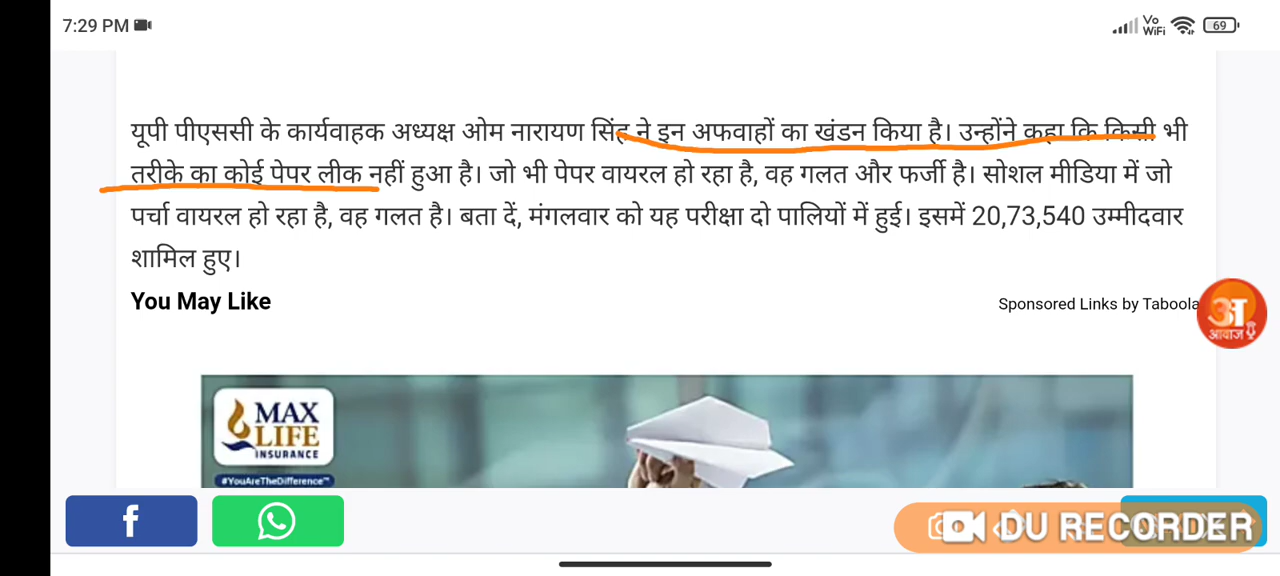 7:29 PM
Vo
WiFi
69
यूपी पीएससी के कार्यवाहक अध्यक्ष ओम नारायण सिंह ने इन अफवाहों का खंडन किया है। उन्होंने कहा कि किसी भी
तरीके का कोई पेपर लीक नहीं हुआ है। जो भी पेपर वायरल हो रहा है, वह गलत और फर्जी है। सोशल मीडिया में जो
पर्चा वायरल हो रहा है, वह गलत है। बता दें, मंगलवार को यह परीक्षा दो पालियों में हुई। इसमें 20,73,540 उम्मीदवार
शामिल हुए।
You May Like
Sponsored Links by Taboola
अ
आवाज़
MAX
LIFE
INSURANCE
#YouAreTheDifference™
f
DU RECORDER